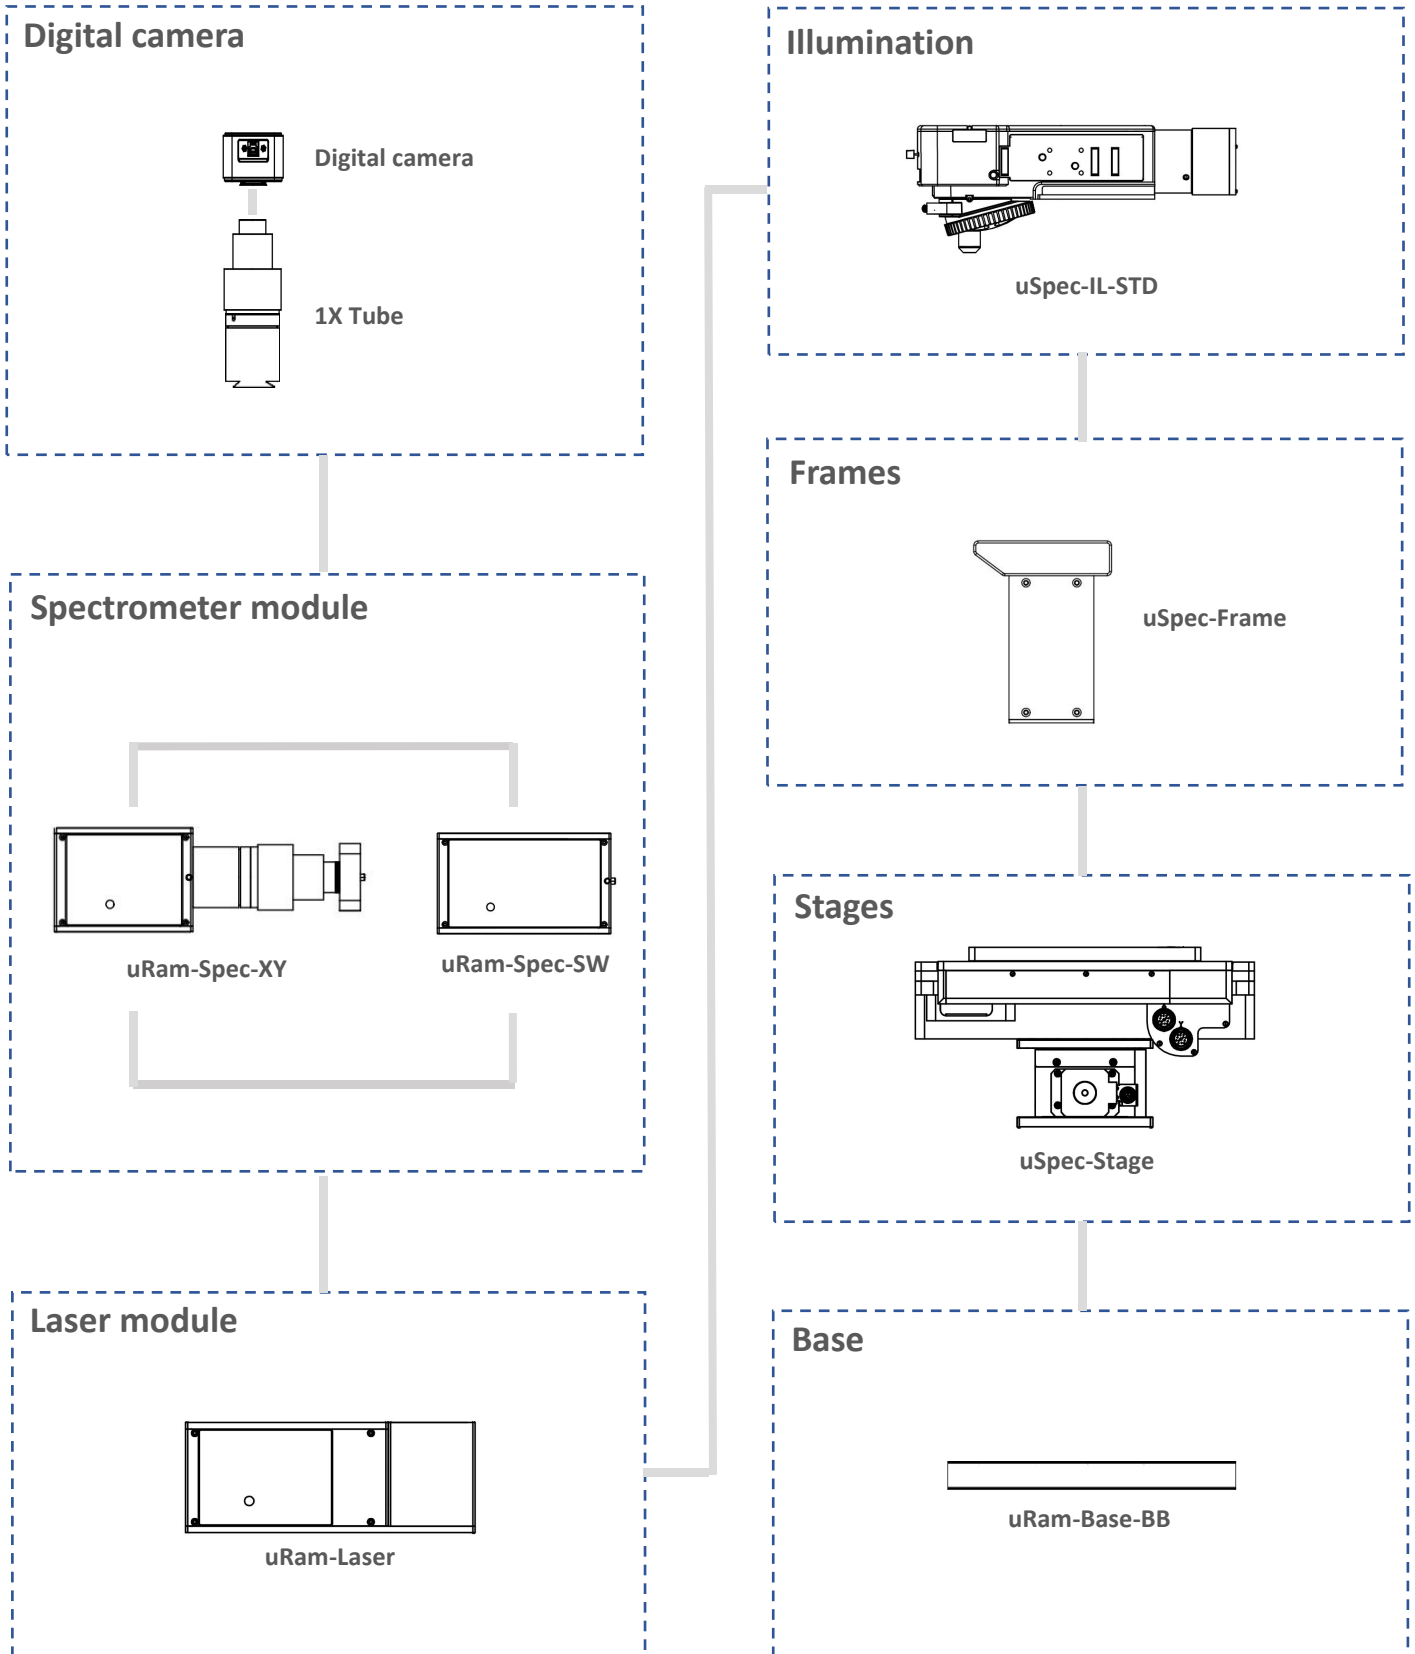 Digital camera
Digital camera
1X Tube
Spectrometer module
uRam-Spec-XY
uRam-Spec-SW
Laser module
uRam-Laser
Illumination
uSpec-IL-STD
Frames
uSpec-Frame
Stages
uSpec-Stage
Base
uRam-Base-BB